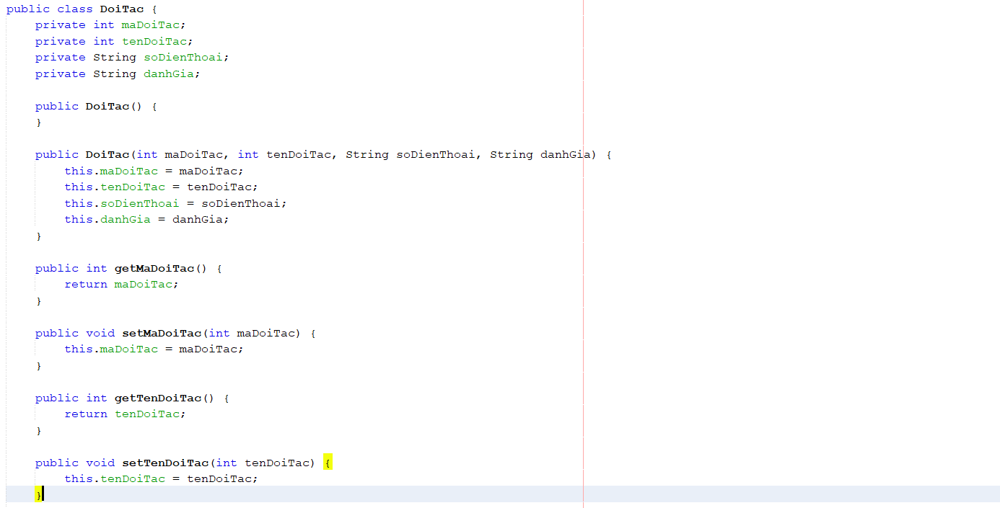 public class DoiTac {
    private int maDoiTac;
    private int tenDoiTac;
    private String soDienThoai;
    private String danhGia;

    public DoiTac() {
    }

    public DoiTac(int maDoiTac, int tenDoiTac, String soDienThoai, String danhGia) {
        this.maDoiTac = maDoiTac;
        this.tenDoiTac = tenDoiTac;
        this.soDienThoai = soDienThoai;
        this.danhGia = danhGia;
    }

    public int getMaDoiTac() {
        return maDoiTac;
    }

    public void setMaDoiTac(int maDoiTac) {
        this.maDoiTac = maDoiTac;
    }

    public int getTenDoiTac() {
        return tenDoiTac;
    }

    public void setTenDoiTac(int tenDoiTac) {
        this.tenDoiTac = tenDoiTac;
    }